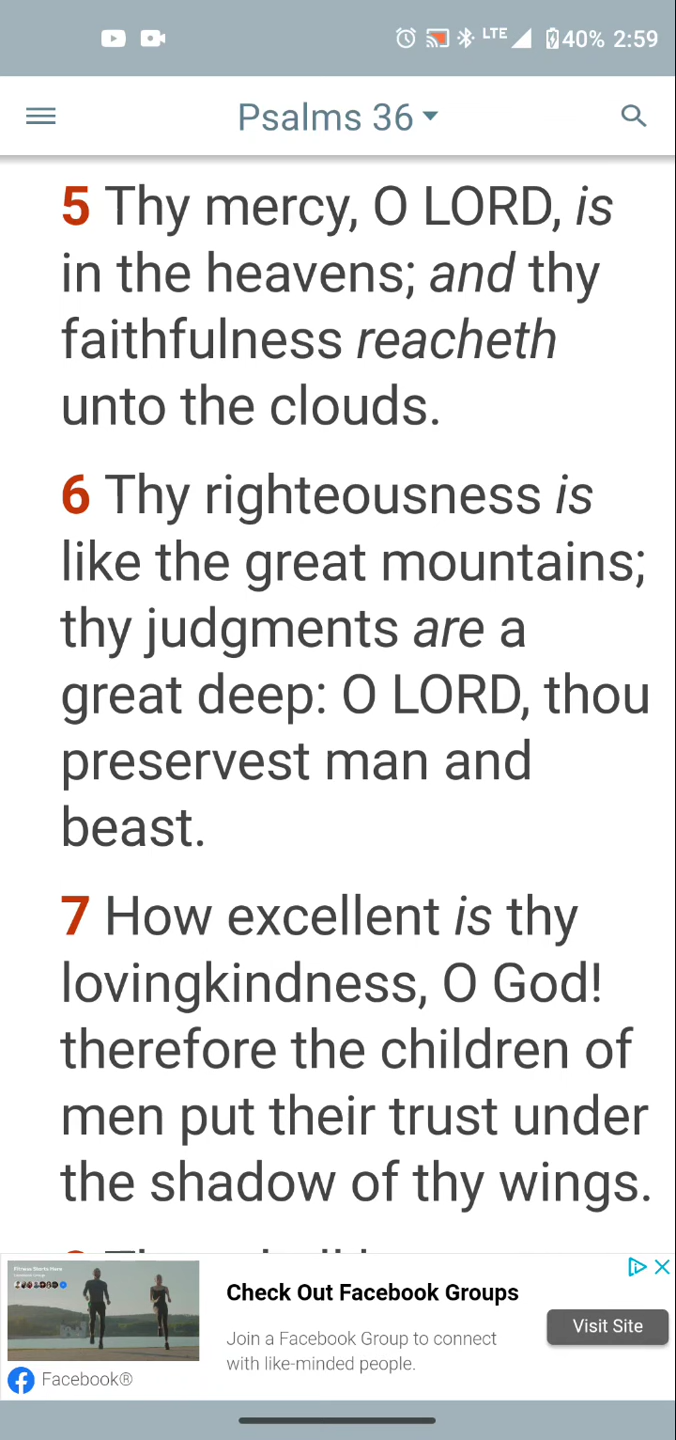 LTE 40% 2:59
Psalms 36
5 Thy mercy, O LORD, is
in the heavens; and thy
faithfulness reacheth
unto the clouds.
6 Thy righteousness is
like the great mountains;
thy judgments are a
great deep: O LORD, thou
preservest man and
beast.
7 How excellent is thy
lovingkindness, O God!
therefore the children of
men put their trust under
the shadow of thy wings.
Fitness Starts Here
Check Out Facebook Groups
Join a Facebook Group to connect
with like-minded people.
Visit Site
Facebook®